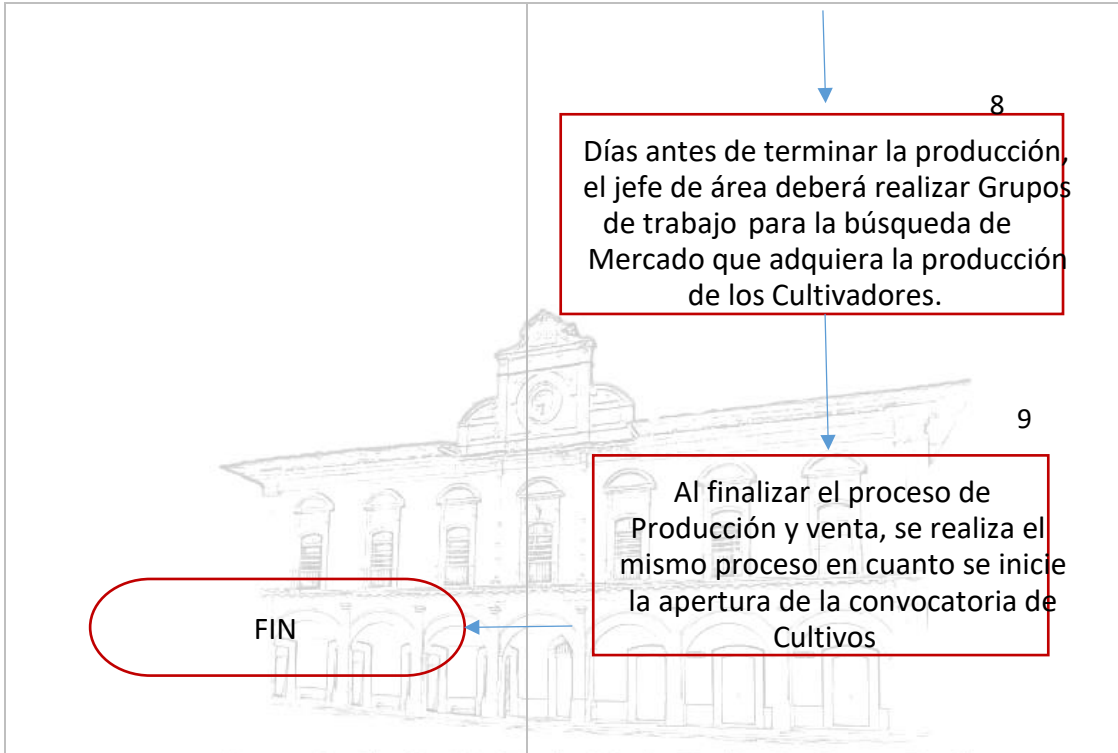 8
Días antes de terminar la producción,
el jefe de área deberá realizar Grupos
de trabajo para la búsqueda de
Mercado que adquiera la producción
de los Cultivadores.
9
Al finalizar el proceso de
Producción y venta, se realiza el
mismo proceso en cuanto se inicie
la apertura de la convocatoria de
Cultivos
FIN